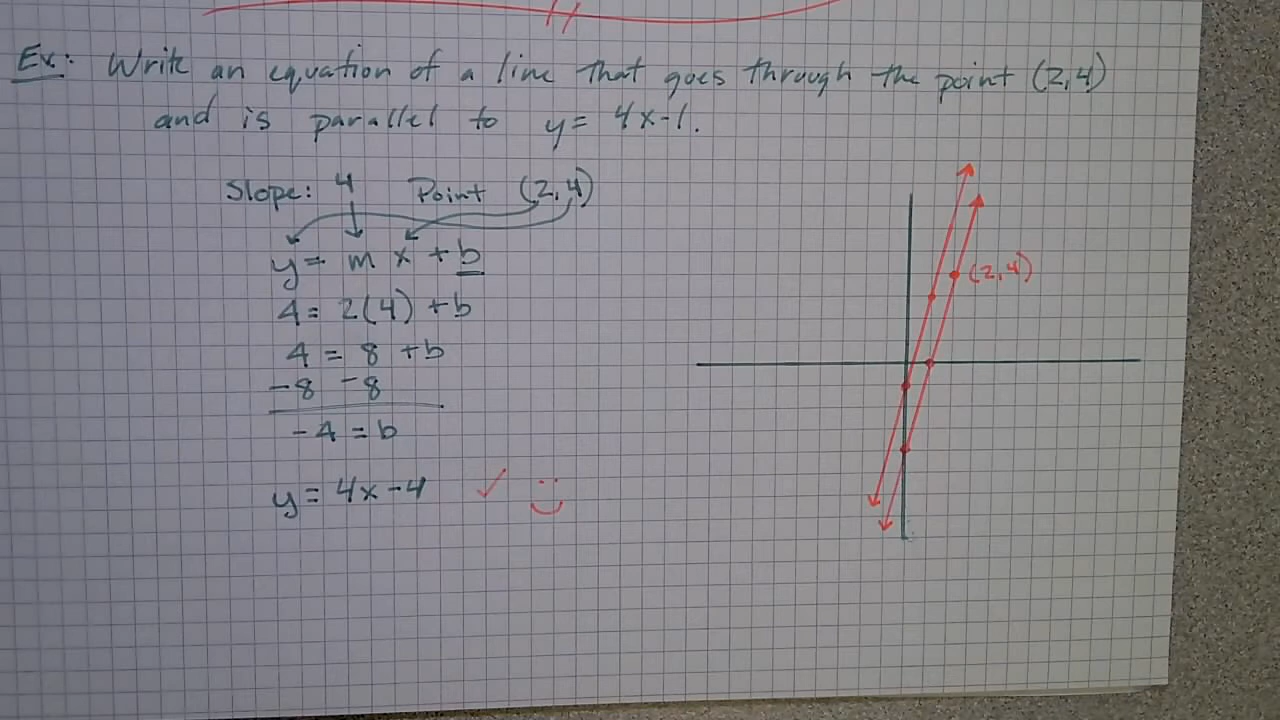 Ex: Write an equation of a line that goes through the point (2,4)
and is parallel to y = 4x-1.
Slope: 4 Point (2,4)
y = m x + b
4 = 2(4) + b
4 = 8 + b
-8 -8
-4 = b
y = 4x-4 ✓
(2,4)